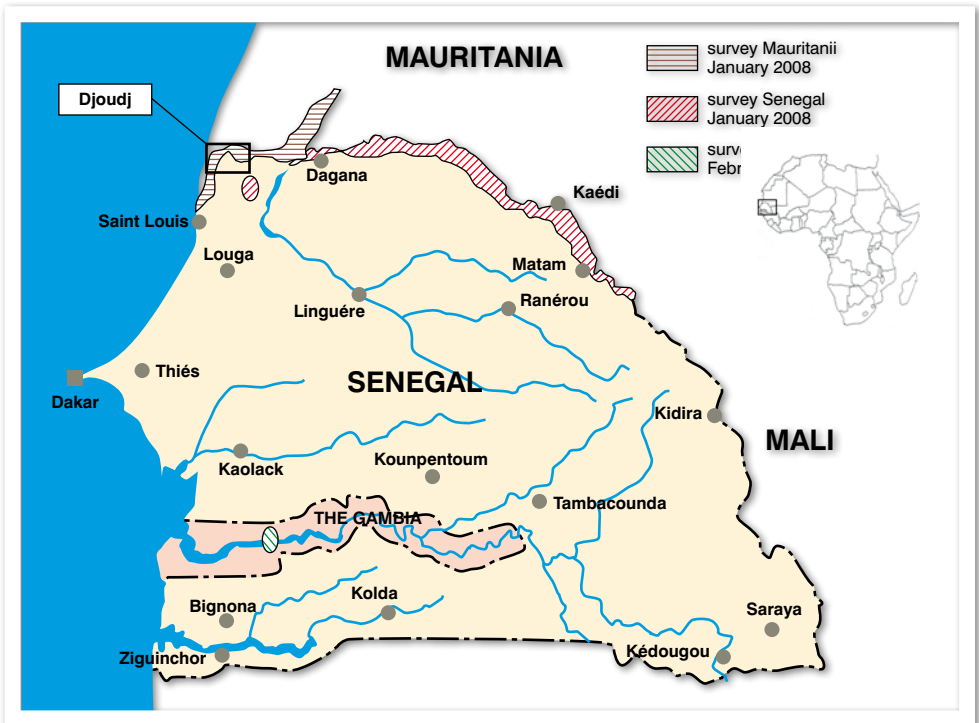 MAURITANIA
survey Mauritanii
January 2008
Djoudj
survey Senegal
January 2008
Dagana
Kaédi
Saint Louis
Louga
Matam
Ranérou
Linguére
Thiés
SENEGAL
Dakar
Kidira
MALI
Kaolack
Kounpentoum
Tambacounda
THE GAMBIA
Kolda
Bignona
Saraya
Ziguinchor
Kédougou